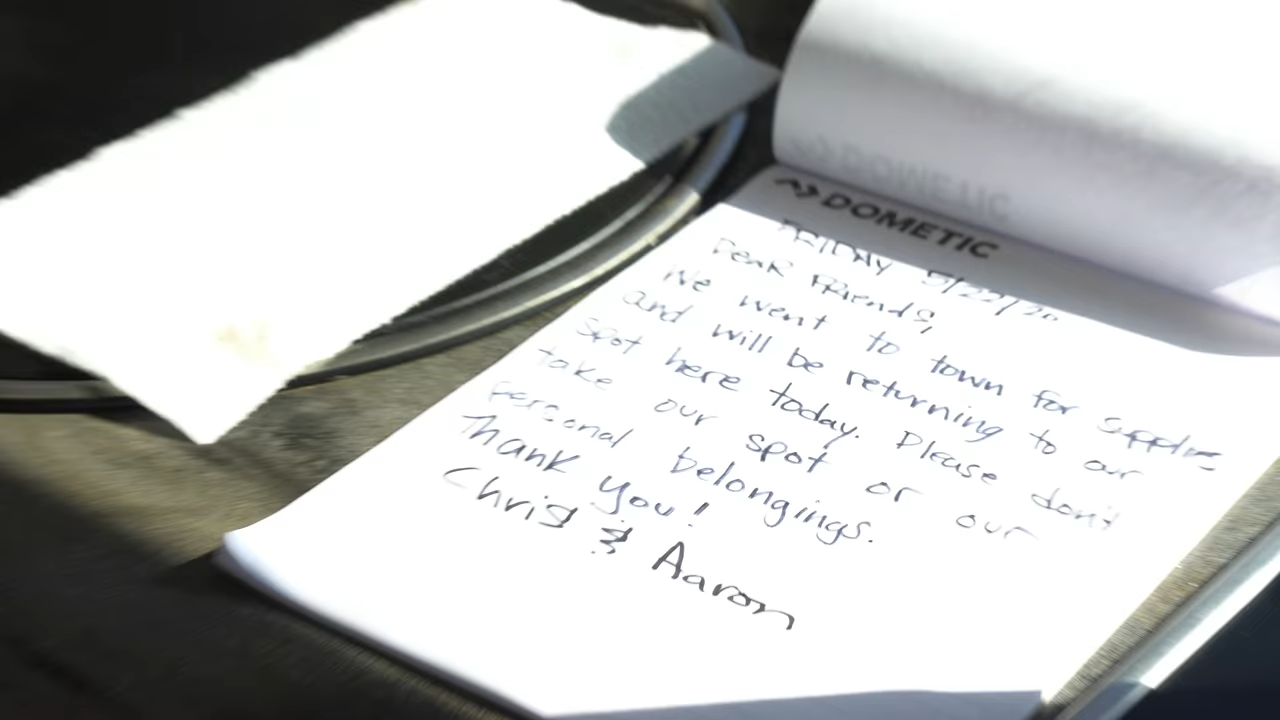 DOMETIC
FRIDAY 5/22/20
Dear Friends,
We went to town for supplies
and will be returning to our
spot here today. Please don't
take our spot or our
personal belongings.
Thank you!
Chris & Aaron